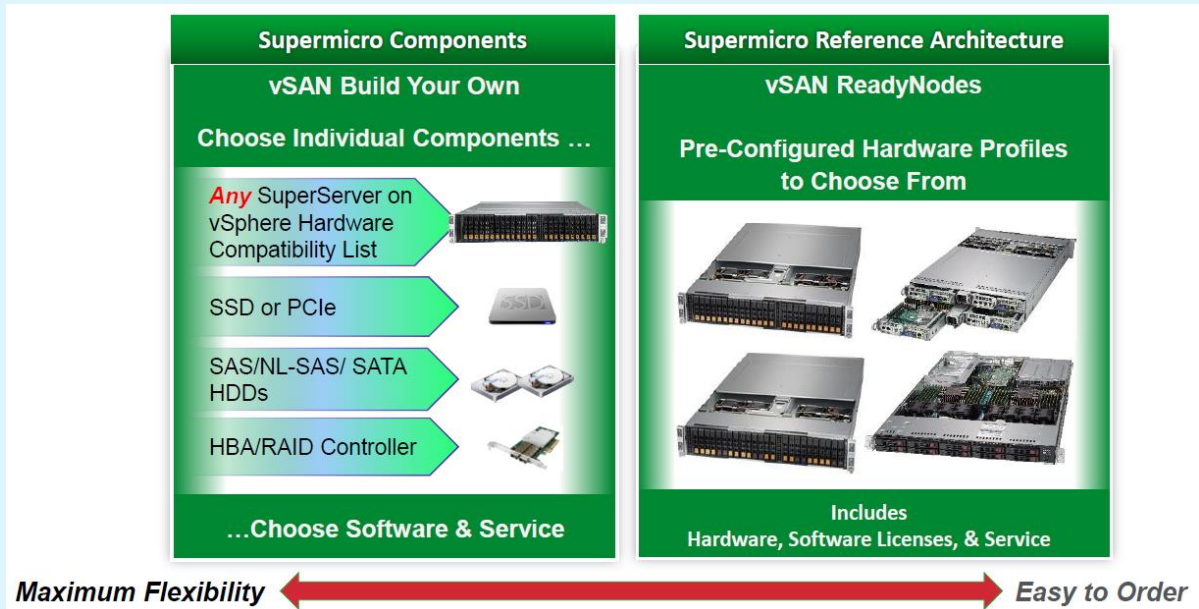 Supermicro Components
vSAN Build Your Own
Choose Individual Components ...
Any SuperServer on
vSphere Hardware
Compatibility List
SSD
SSD or PCIe
SAS/NL-SAS/ SATA
HDDs
HBA/RAID Controller
...Choose Software & Service
Supermicro Reference Architecture
vSAN ReadyNodes
Pre-Configured Hardware Profiles
to Choose From
Includes
Hardware, Software Licenses, & Service
Maximum Flexibility
Easy to Order